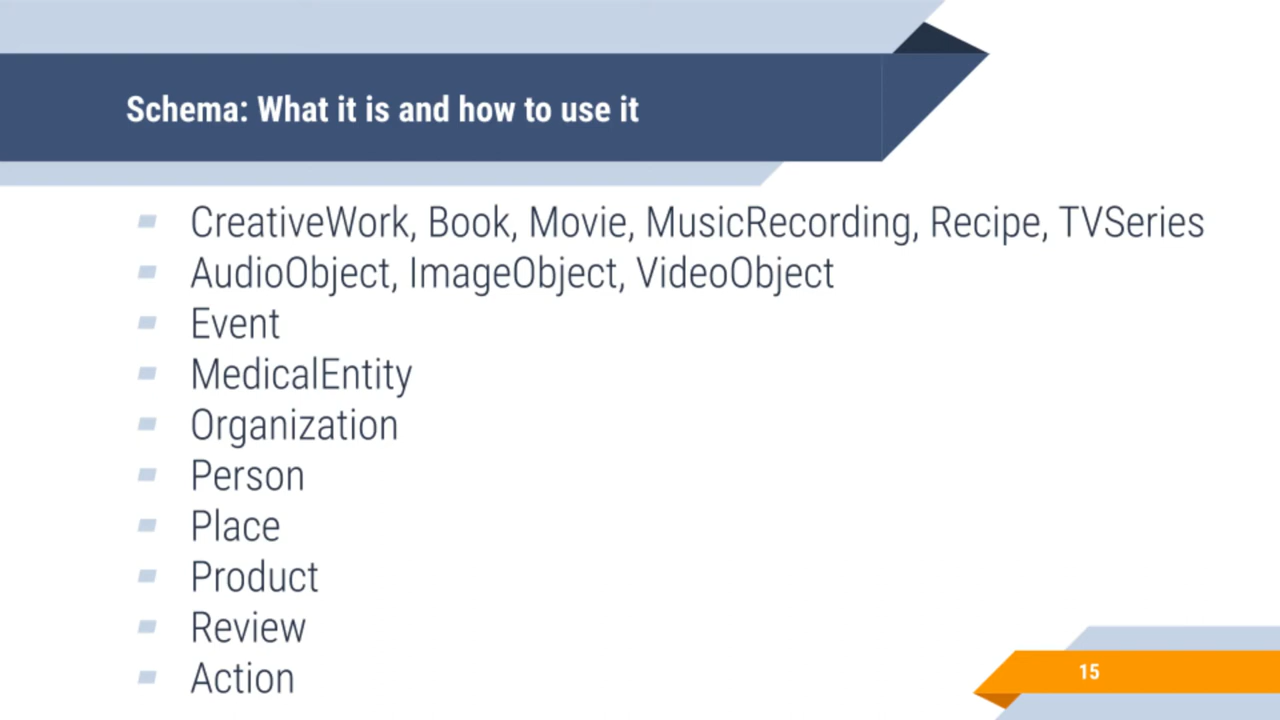 Schema: What it is and how to use it
CreativeWork, Book, Movie, MusicRecording, Recipe, TVSeries
AudioObject, ImageObject, VideoObject
Event
MedicalEntity
Organization
Person
Place
Product
Review
Action
15